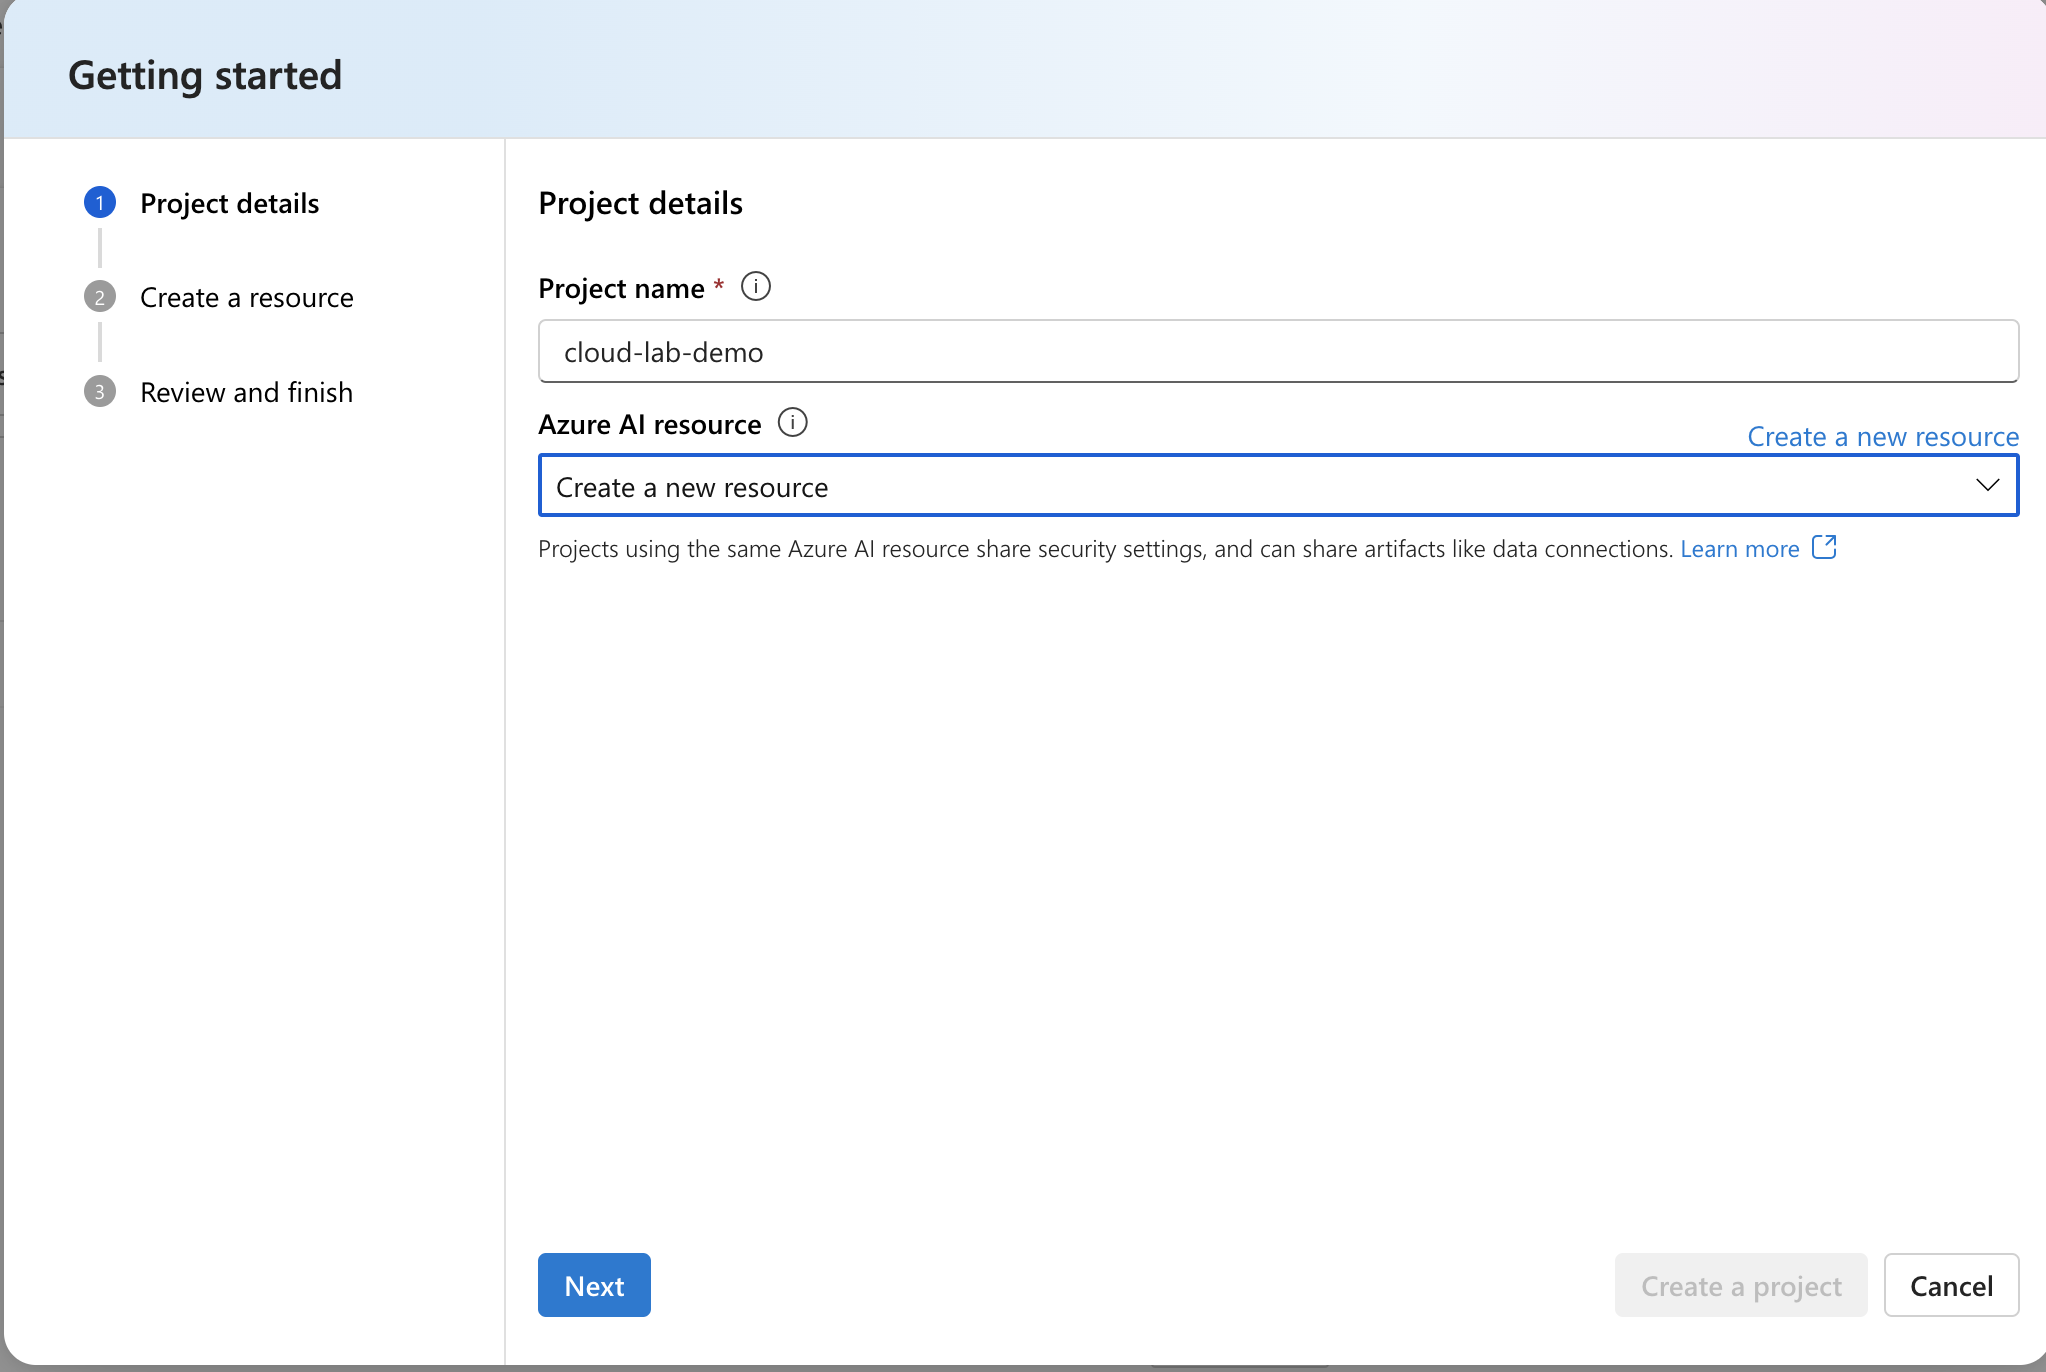 Getting started
1 Project details
2 Create a resource
3 Review and finish
Project details
Project name * i
cloud-lab-demo
Azure AI resource i
Create a new resource
Create a new resource
Projects using the same Azure AI resource share security settings, and can share artifacts like data connections. Learn more
Next
Create a project
Cancel